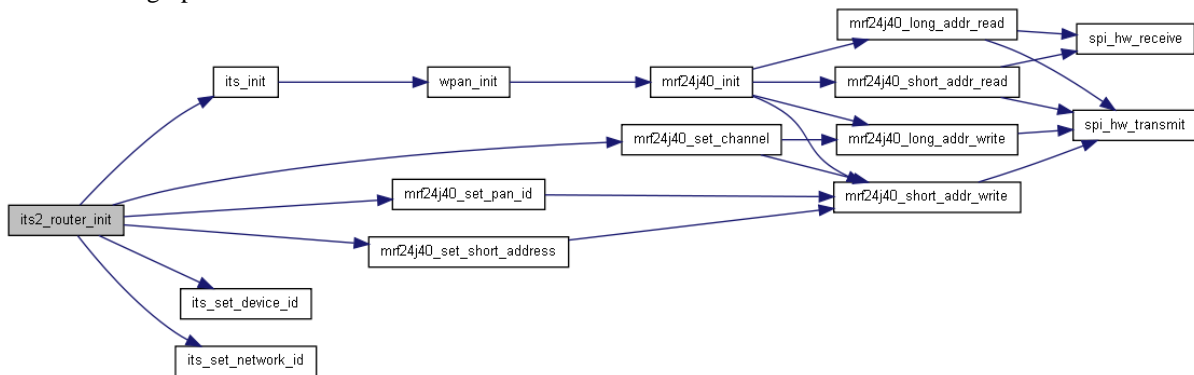 mrf24j40_long_addr_read
spi_hw_receive
its_init
wpan_init
mrf24j40_init
mrf24j40_short_addr_read
spi_hw_transmit
mrf24j40_set_channel
mrf24j40_long_addr_write
mrf24j40_set_pan_id
mrf24j40_short_addr_write
its2_router_init
mrf24j40_set_short_address
its_set_device_id
its_set_network_id